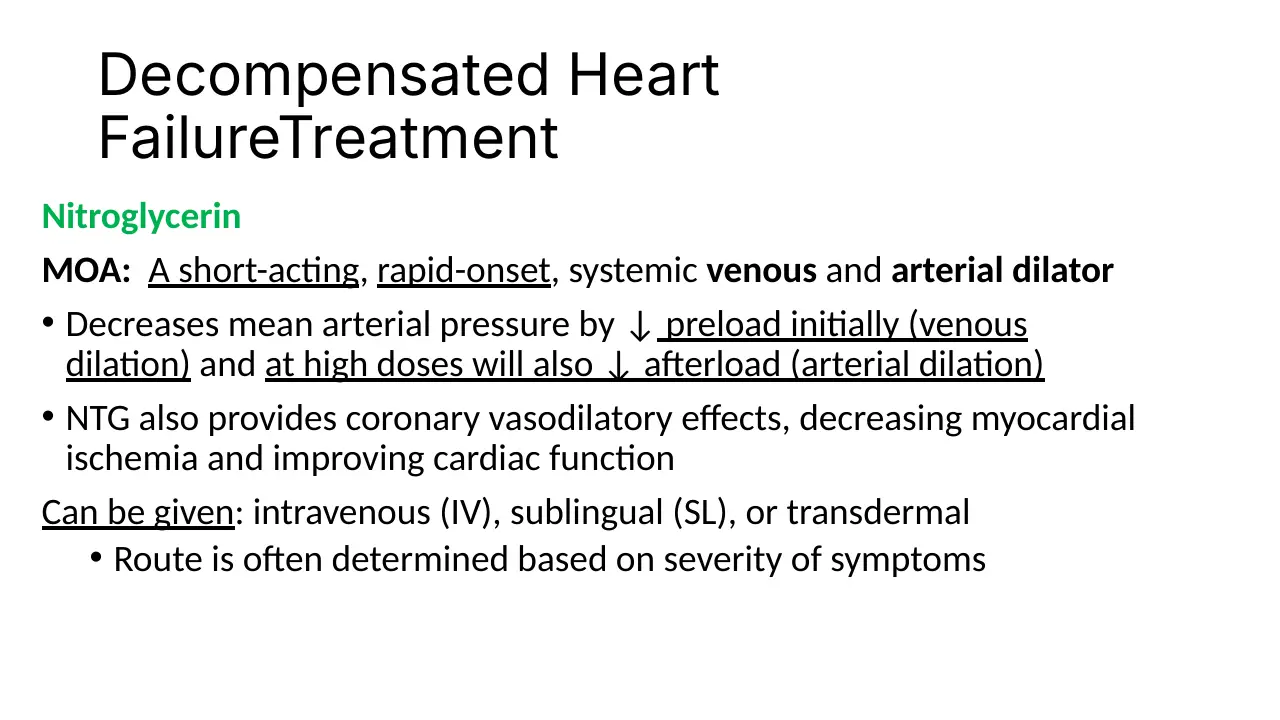 Decompensated Heart
FailureTreatment
Nitroglycerin
MOA:  A short-acting, rapid-onset, systemic venous and arterial dilator
• Decreases mean arterial pressure by ↓ preload initially (venous
dilation) and at high doses will also ↓ afterload (arterial dilation)
• NTG also provides coronary vasodilatory effects, decreasing myocardial
ischemia and improving cardiac function
Can be given: intravenous (IV), sublingual (SL), or transdermal
• Route is often determined based on severity of symptoms